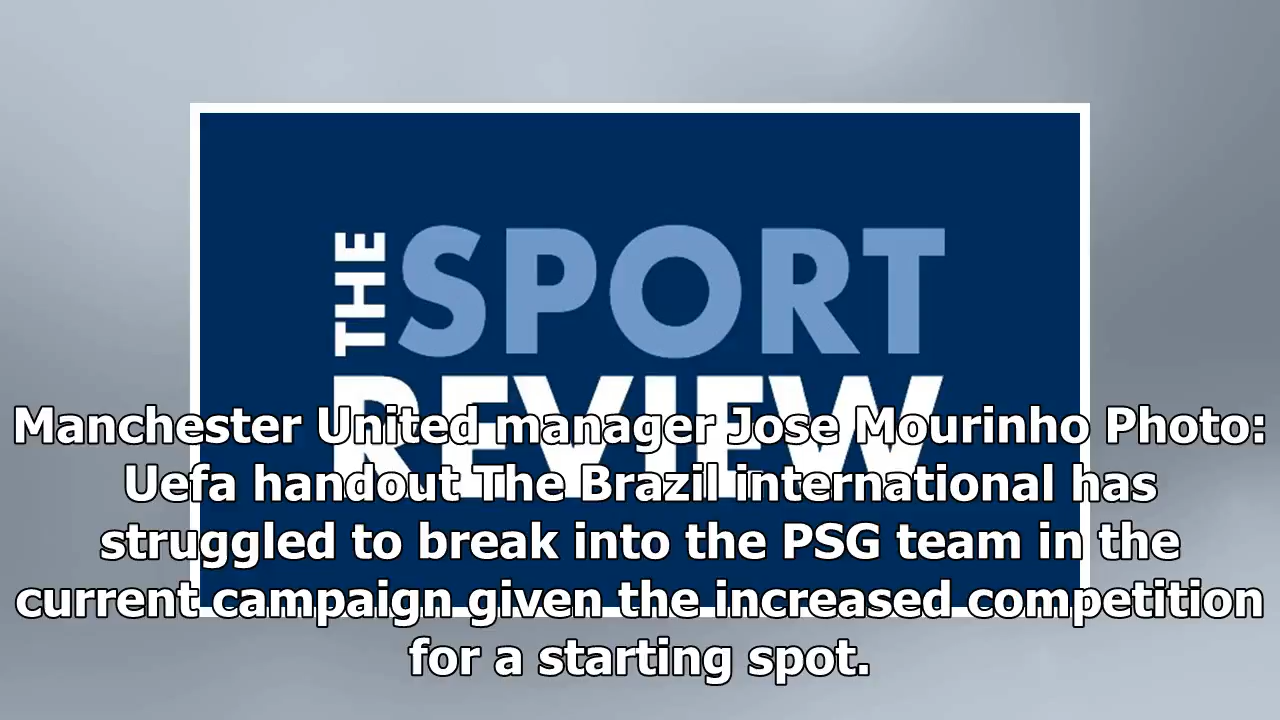 THE
SPORT
REVIEW
Manchester United manager Jose Mourinho Photo:
Uefa handout The Brazil international has
struggled to break into the PSG team in the
current campaign given the increased competition
for a starting spot.